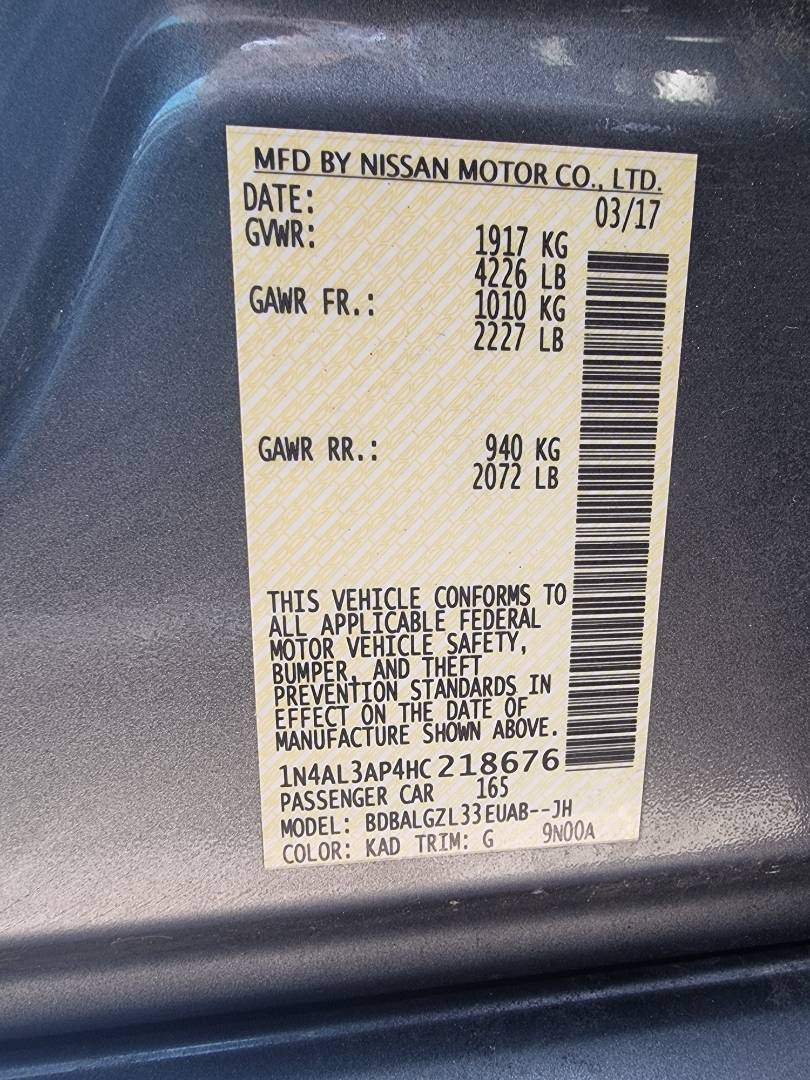 MFD BY NISSAN MOTOR CO., LTD.
DATE: 03/17
GVWR: 1917 KG
4226 LB
GAWR FR.: 1010 KG
2227 LB
GAWR RR.: 940 KG
2072 LB
THIS VEHICLE CONFORMS TO
ALL APPLICABLE FEDERAL
MOTOR VEHICLE SAFETY,
BUMPER, AND THEFT
PREVENTION STANDARDS IN
EFFECT ON THE DATE OF
MANUFACTURE SHOWN ABOVE.
1N4AL3AP4HC218676
PASSENGER CAR 165
MODEL: BDBALGZL33EUAB--JH
COLOR: KAD TRIM: G 9N00A